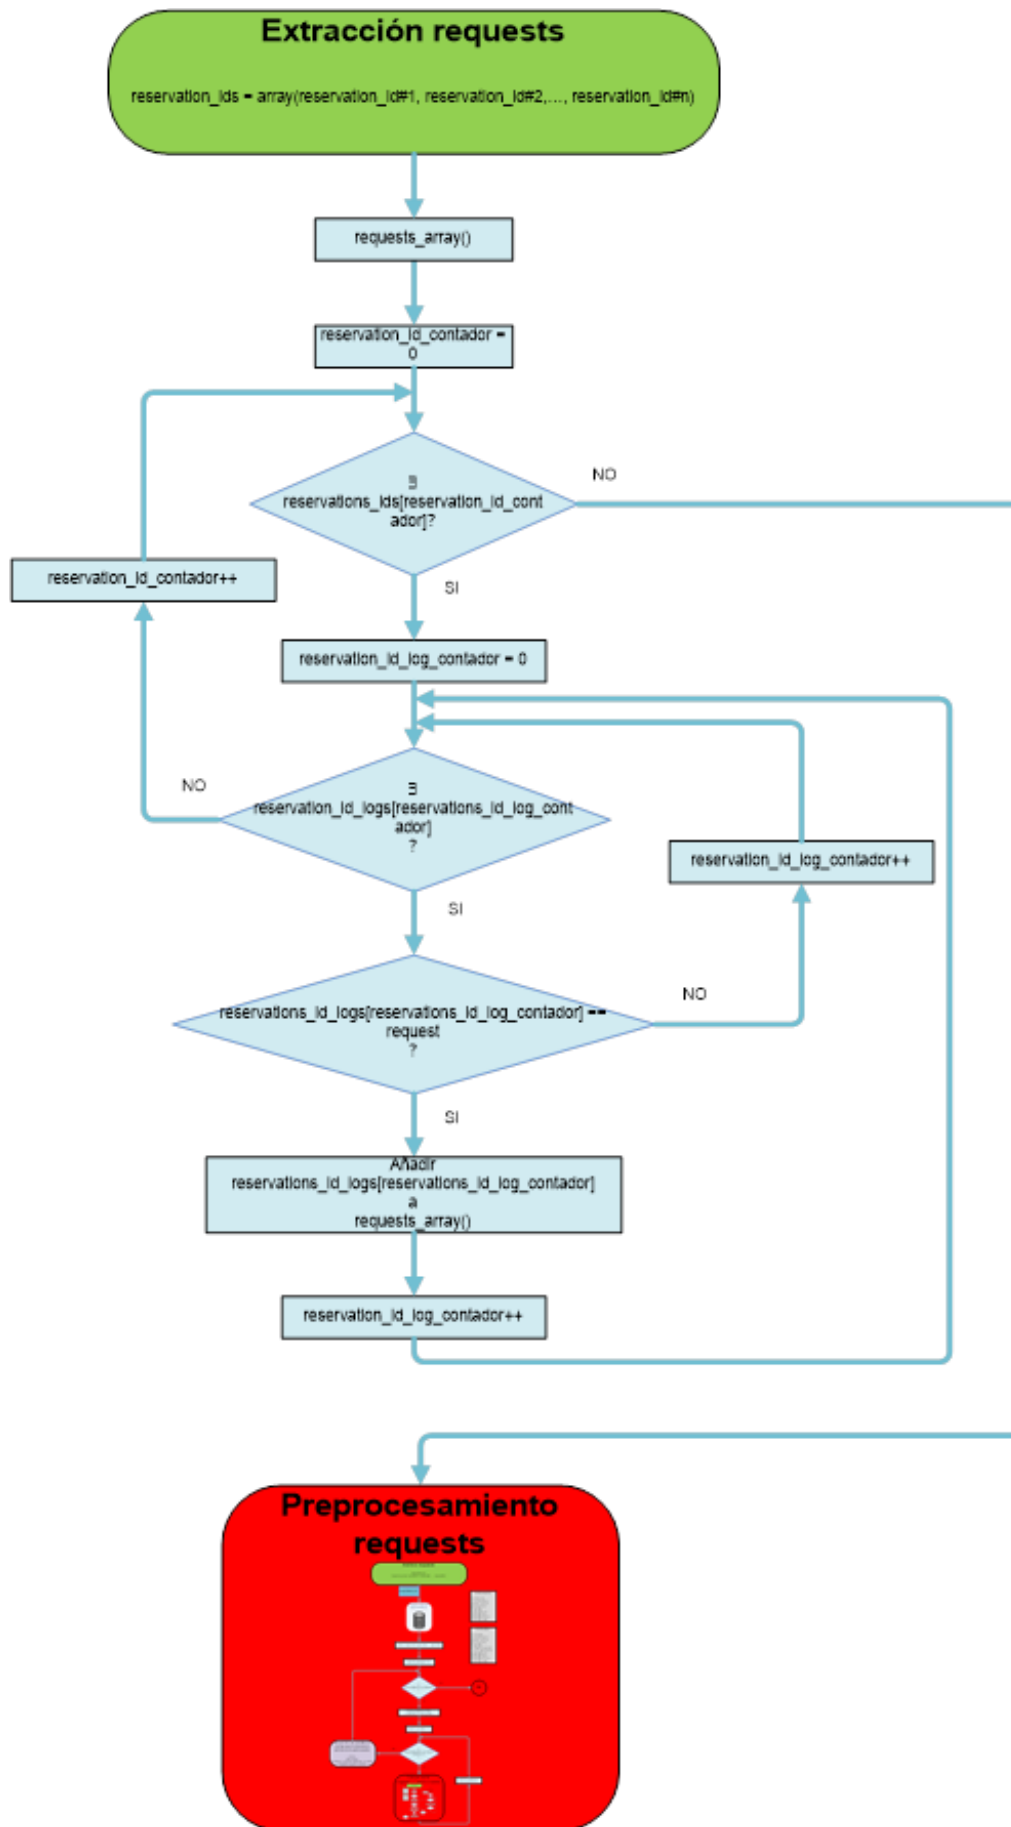 Extracción requests
reservation_ids = array(reservation_id#1, reservation_id#2,..., reservation_id#n)
requests_array()
reservation_id_contador =
0
∃
reservations_ids[reservation_id_cont
ador]?
NO
reservation_id_contador++
SI
reservation_id_log_contador = 0
NO
∃
reservation_id_logs[reservations_id_log_cont
ador]
?
reservation_id_log_contador++
SI
reservations_id_logs[reservations_id_log_contador] ==
request
?
NO
SI
Añadir
reservations_id_logs[reservations_id_log_contador]
a
requests_array()
reservation_id_log_contador++
Preprocesamiento
requests